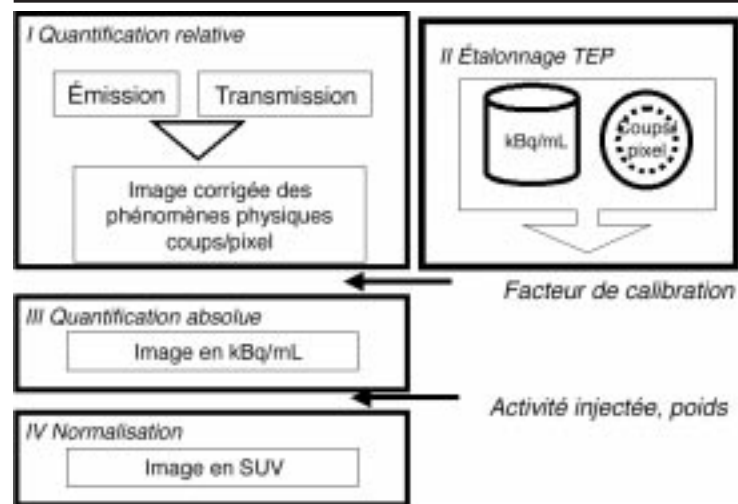 I Quantification relative
Émission
Transmission
Image corrigée des
phénomènes physiques
coups/pixel
II Étalonnage TEP
kBq/mL
Coups/
pixel
Facteur de calibration
III Quantification absolue
Image en kBq/mL
Activité injectée, poids
IV Normalisation
Image en SUV